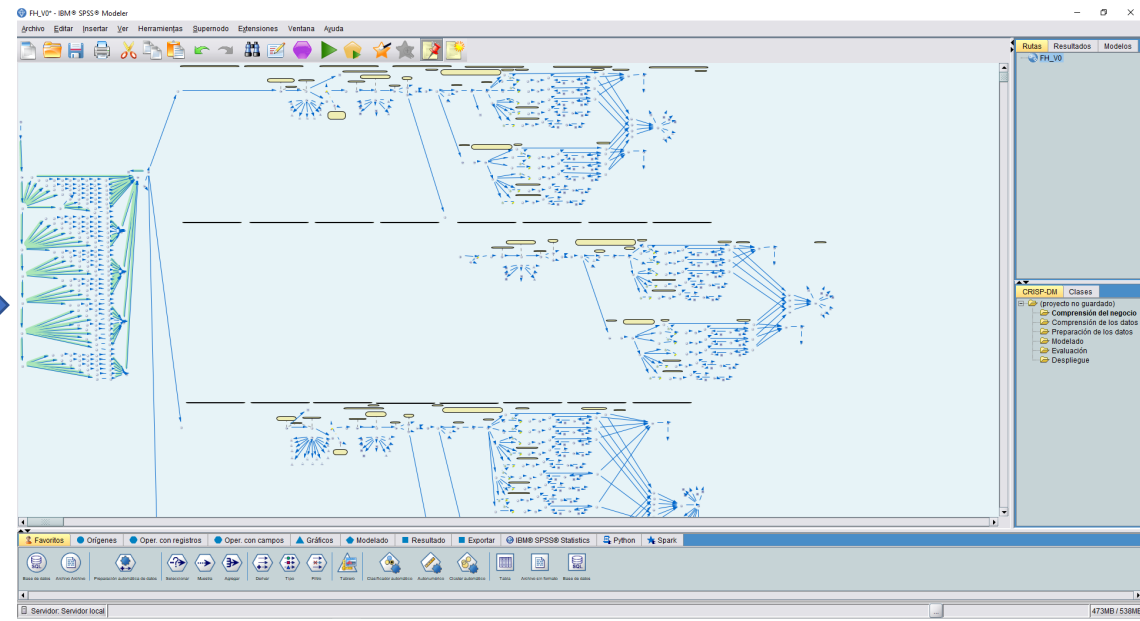 FH_V0* - IBM® SPSS® Modeler
Archivo Editar Insertar Ver Herramientas Supernodo Extensiones Ventana Ayuda
Rutas Resultados Modelos
FH_V0
CRISP-DM Clases
(proyecto no guardado)
Comprensión del negocio
Comprensión de los datos
Preparación de los datos
Modelado
Evaluación
Despliegue
Favoritos Orígenes Oper. con registros Oper. con campos Gráficos Modelado Resultado Exportar IBM® SPSS® Statistics Python Spark
SQL SQL
Base de datos Archivo Archivo Preparación automática de datos Seleccionar Muestra Agregar Derivar Tipo Filtro Clasificador automático Autonumérico Clúster automático Tabla Archivo sin formato Base de datos
Servidor: Servidor local 473MB / 538MB